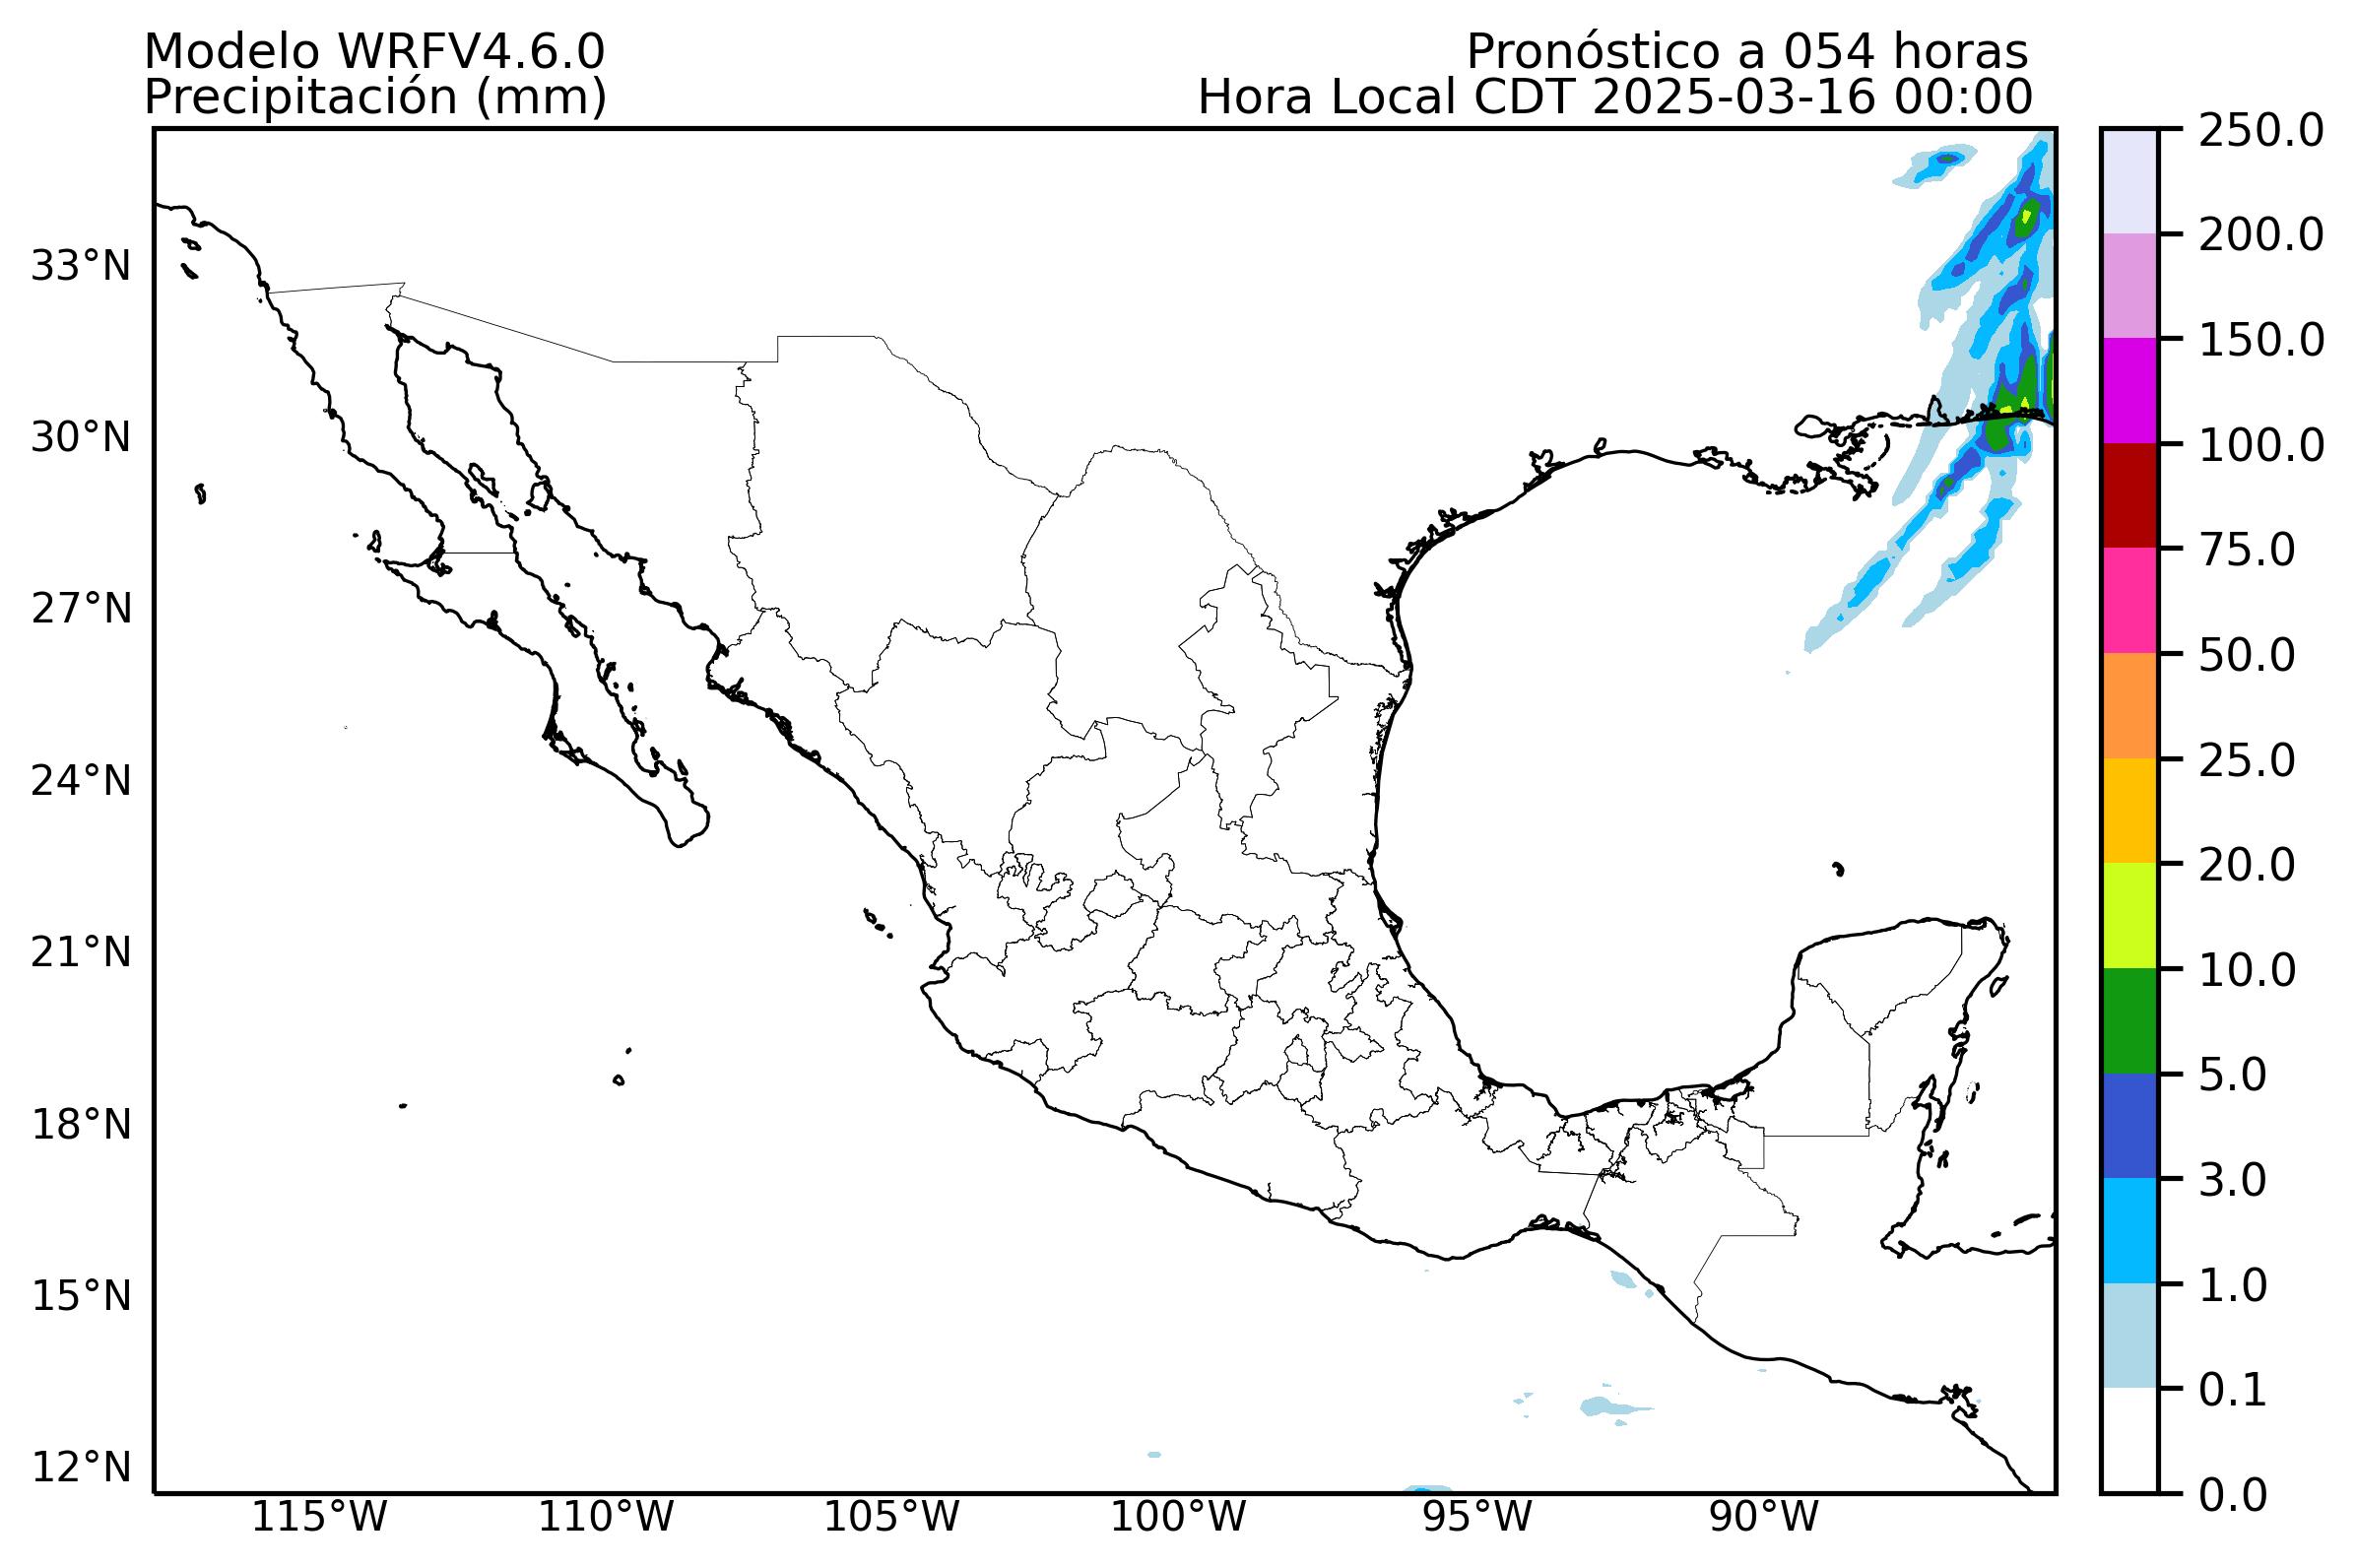 Modelo WRFV4.6.0
Pronóstico a 054 horas
Precipitación (mm)
Hora Local CDT 2025-03-16 00:00
33°N
30°N
27°N
24°N
21°N
18°N
15°N
12°N
115°W
110°W
105°W
100°W
95°W
90°W
250.0
200.0
150.0
100.0
75.0
50.0
25.0
20.0
10.0
5.0
3.0
1.0
0.1
0.0